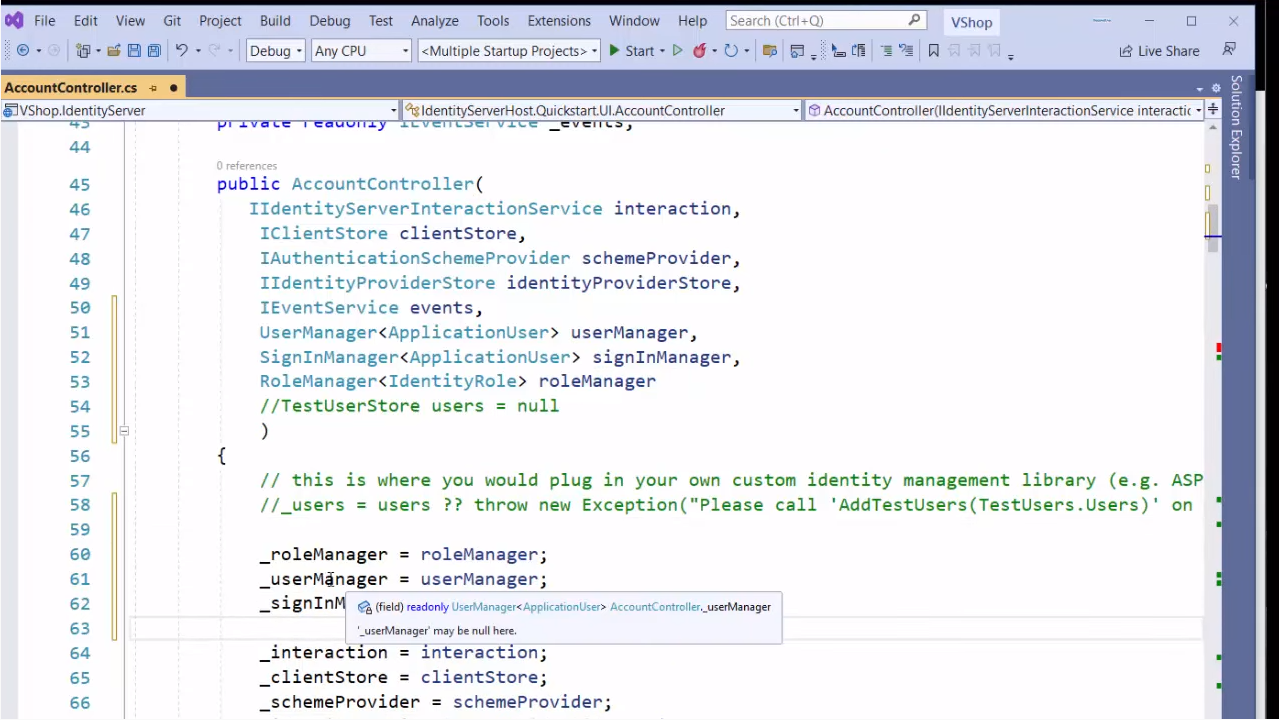 File Edit View Git Project Build Debug Test Analyze Tools Extensions Window Help Search (Ctrl+Q) VShop
Debug Any CPU <Multiple Startup Projects> Start Live Share
AccountController.cs
VShop.IdentityServer IdentityServerHost.Quickstart.UI.AccountController AccountController(IIdentityServerInteractionService interactic
Solution Explorer
43 private readonly IEventService _events;
44
0 references
45 public AccountController(
46 IIdentityServerInteractionService interaction,
47 IClientStore clientStore,
48 IAuthenticationSchemeProvider schemeProvider,
49 IIdentityProviderStore identityProviderStore,
50 IEventService events,
51 UserManager<ApplicationUser> userManager,
52 SignInManager<ApplicationUser> signInManager,
53 RoleManager<IdentityRole> roleManager
54 //TestUserStore users = null
55 )
56 {
57 // this is where you would plug in your own custom identity management library (e.g. ASP
58 //_users = users ?? throw new Exception("Please call 'AddTestUsers(TestUsers.Users)' on
59
60 _roleManager = roleManager;
61 _userManager = userManager;
62 _signInM
(field) readonly UserManager<ApplicationUser> AccountController._userManager
'_userManager' may be null here.
63
64 _interaction = interaction;
65 _clientStore = clientStore;
66 _schemeProvider = schemeProvider;